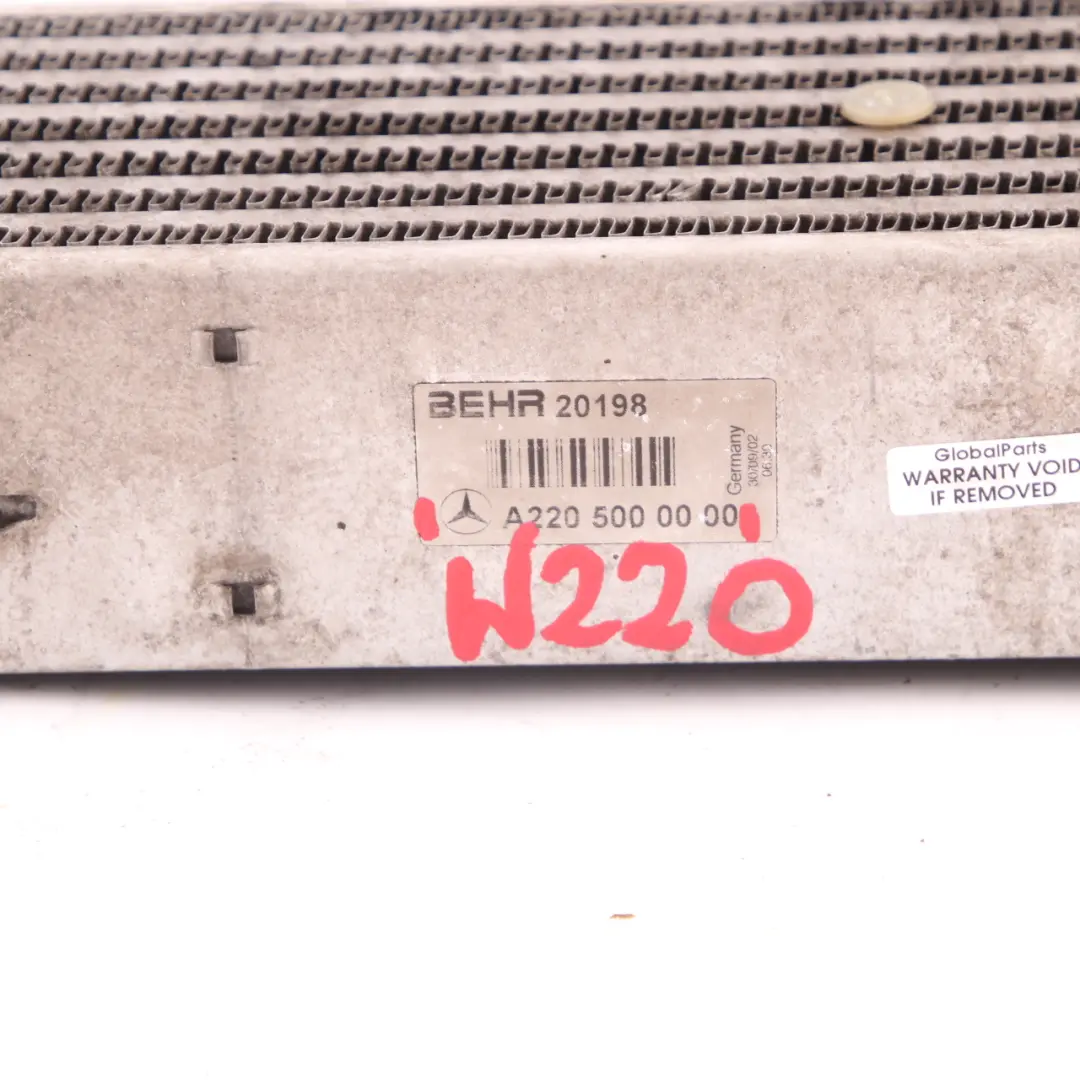 BEHR 20198
Germany
30/09/02
06:30
A220 500 00 00
W220
GlobalParts
WARRANTY VOID
IF REMOVED